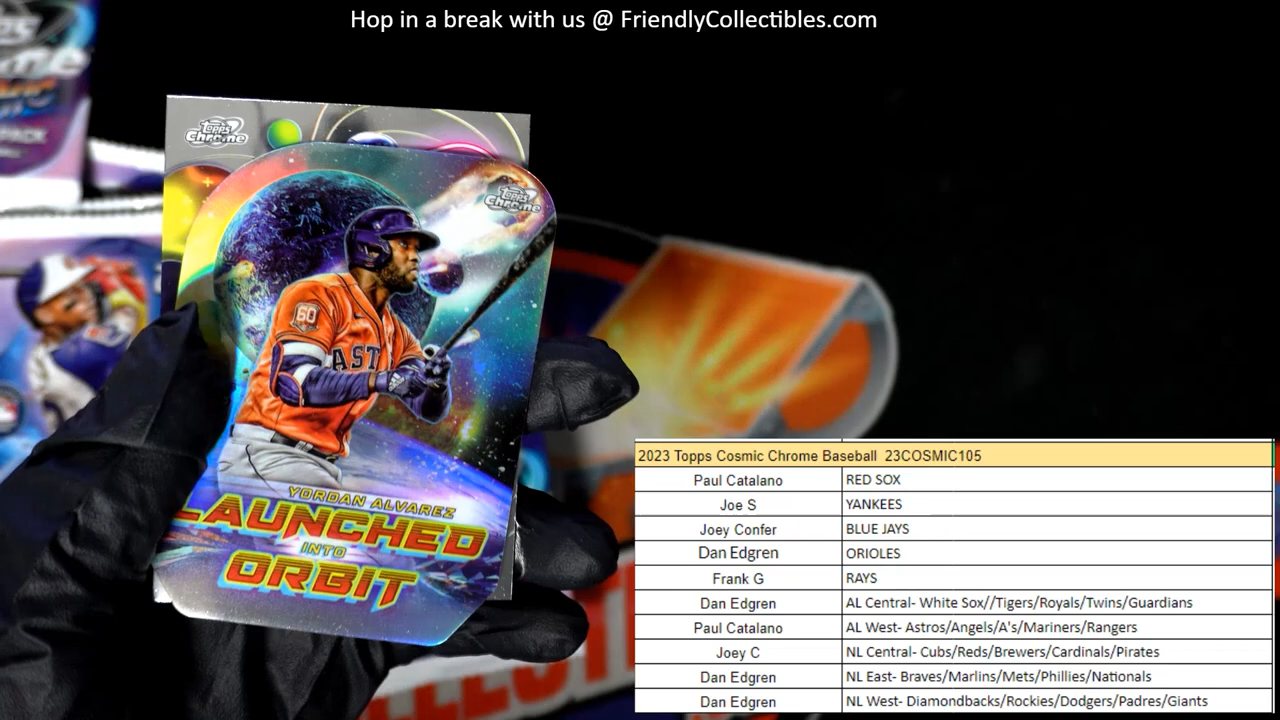 Hop in a break with us @ FriendlyCollectibles.com
PACK
Topps
Chrome
Topps
Chrome
60
AST
YORDAN ALVAREZ
LAUNCHED
INTO
ORBIT
2023 Topps Cosmic Chrome Baseball 23COSMIC105
Paul Catalano RED SOX
Joe S YANKEES
Joey Confer BLUE JAYS
Dan Edgren ORIOLES
Frank G RAYS
Dan Edgren AL Central- White Sox//Tigers/Royals/Twins/Guardians
Paul Catalano AL West- Astros/Angels/A's/Mariners/Rangers
Joey C NL Central- Cubs/Reds/Brewers/Cardinals/Pirates
Dan Edgren NL East- Braves/Marlins/Mets/Phillies/Nationals
Dan Edgren NL West- Diamondbacks/Rockies/Dodgers/Padres/Giants